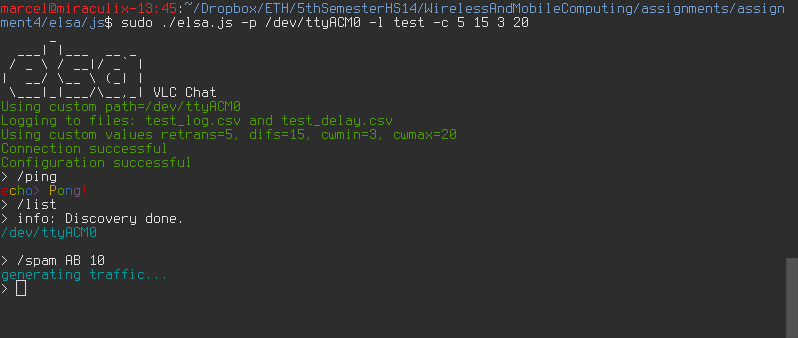 marcel@miraculix-13:45:~/Dropbox/ETH/5thSemesterHS14/WirelessAndMobileComputing/assignments/assign
ment4/elsa/js$ sudo ./elsa.js -p /dev/ttyACM0 -l test -c 5 15 3 20
elsa VLC Chat
Using custom path=/dev/ttyACM0
Logging to files: test_log.csv and test_delay.csv
Using custom values retrans=5, difs=15, cwmin=3, cwmax=20
Connection successful
Configuration successful
> /ping
echo> Pong!
> /list
> info: Discovery done.
/dev/ttyACM0
> /spam AB 10
generating traffic...
>